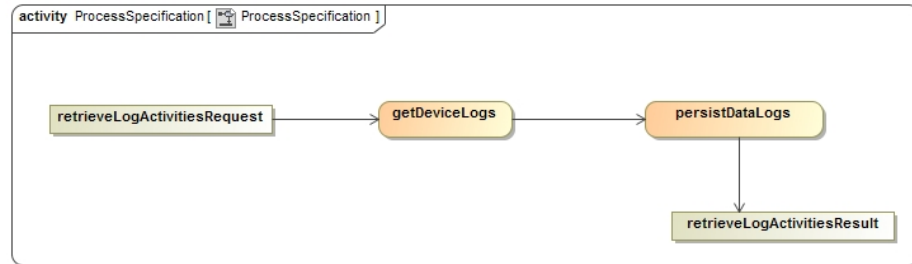 activity ProcessSpecification [ ProcessSpecification ]
retrieveLogActivitiesRequest
getDeviceLogs
persistDataLogs
retrieveLogActivitiesResult